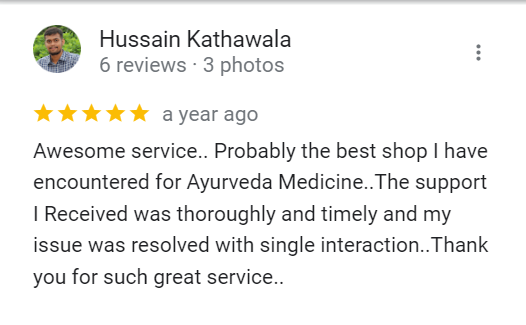 Hussain Kathawala
6 reviews · 3 photos
a year ago
Awesome service.. Probably the best shop I have
encountered for Ayurveda Medicine..The support
I Received was thoroughly and timely and my
issue was resolved with single interaction..Thank
you for such great service..